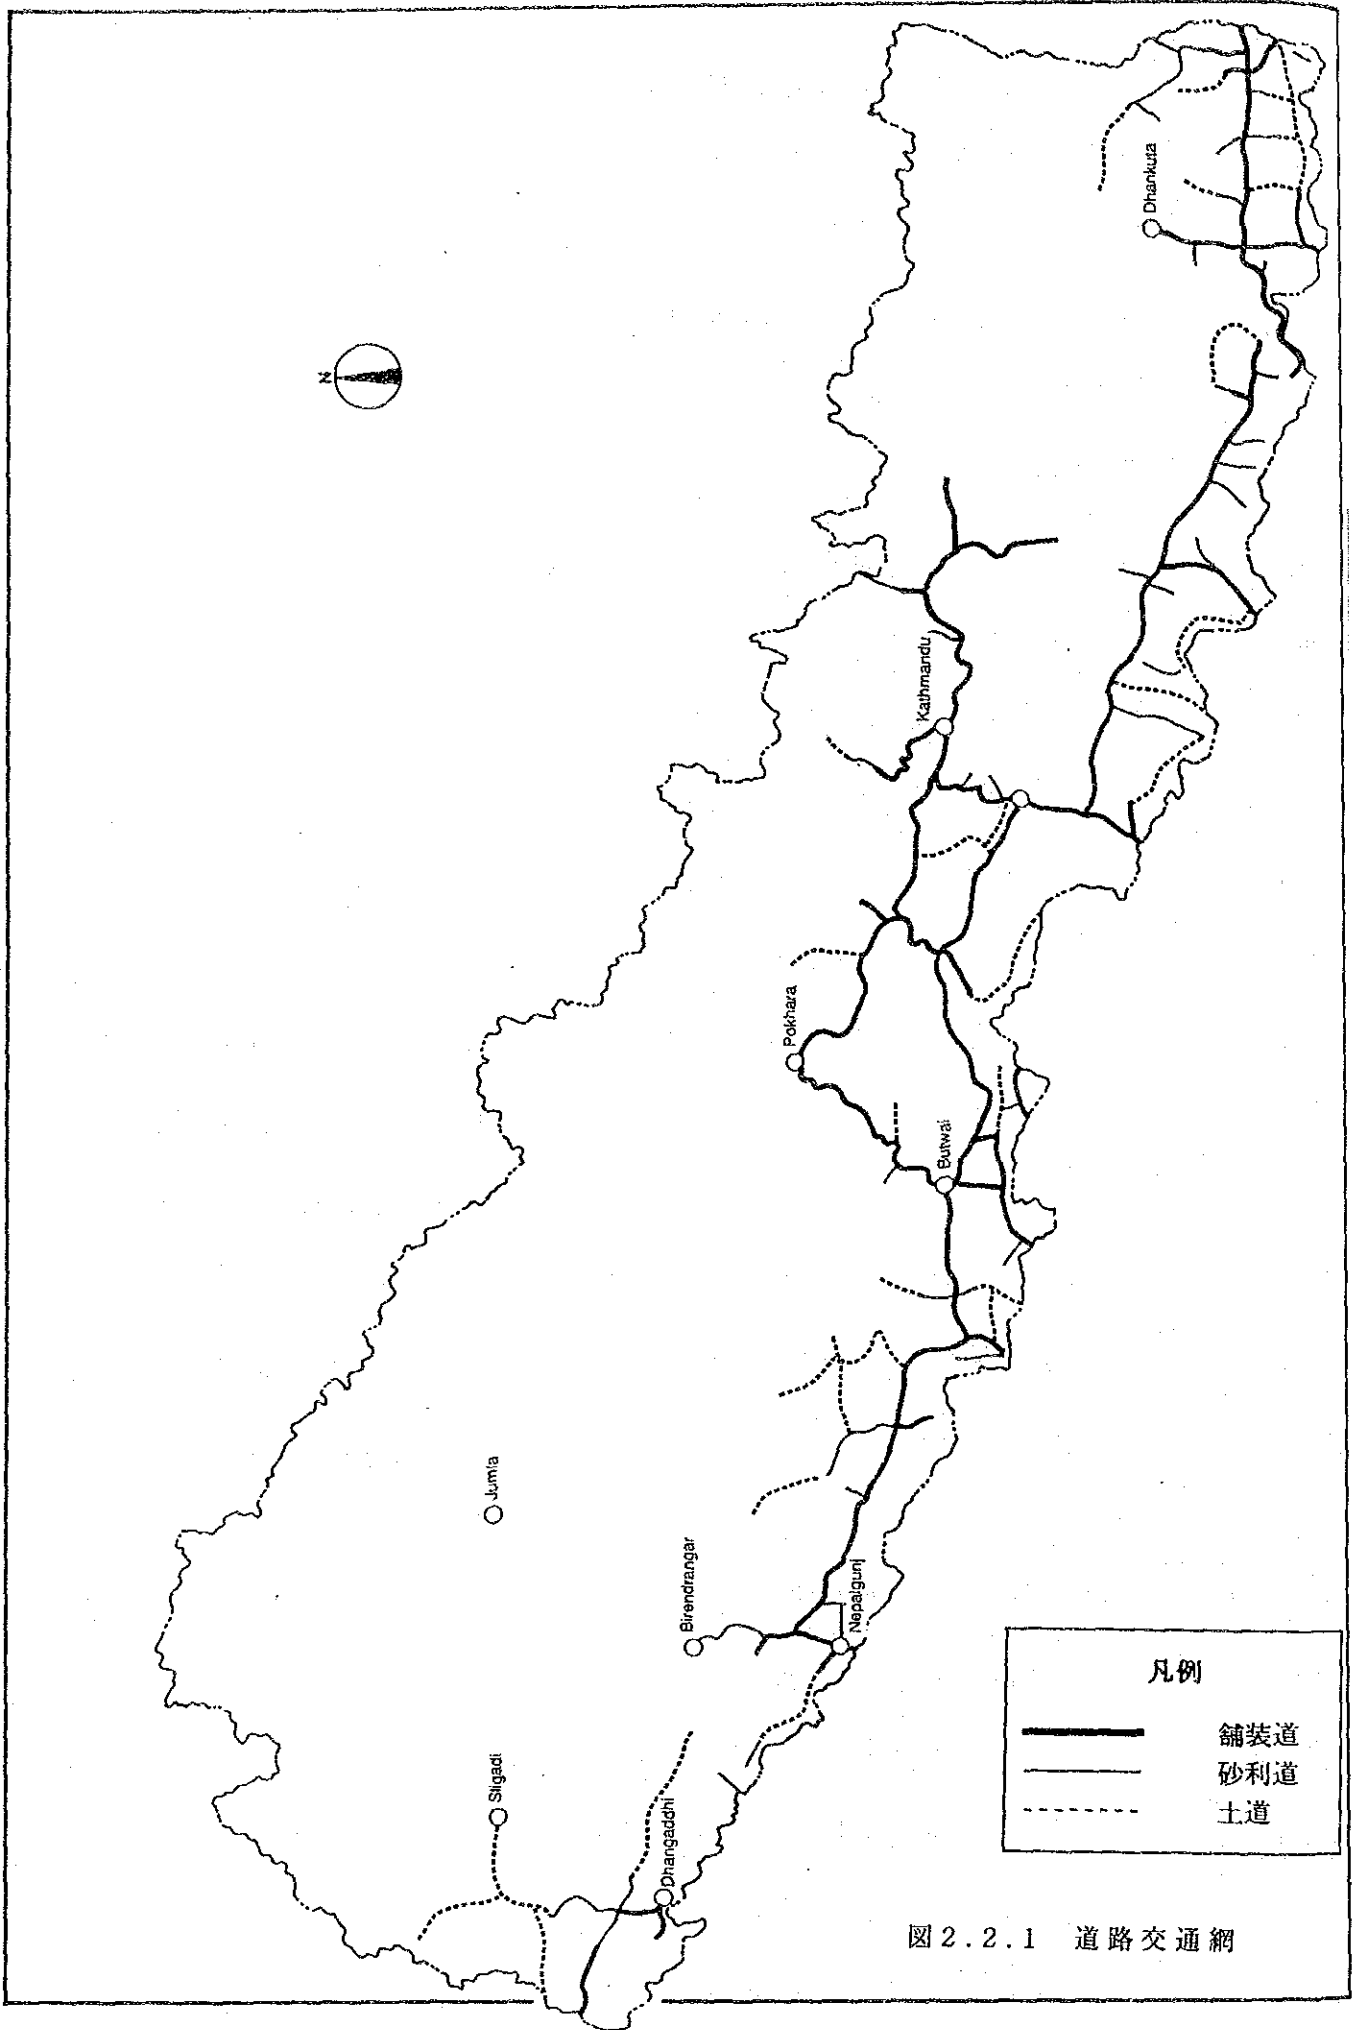 N
Dhankuta
Kathmandu
Pokhara
Butwal
Jumla
Birendrangar
Nepalgunj
Silgadi
Dhangaddhi
凡例
舗装道
砂利道
土道
図2.2.1 道路交通網